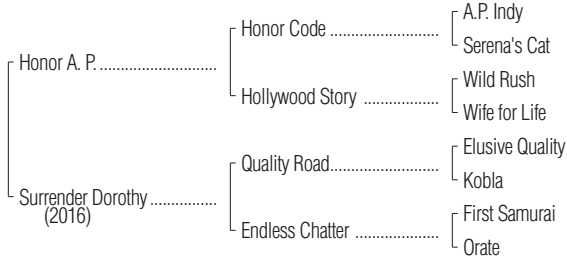 A.P. Indy
Honor Code ..............................
Serena's Cat
Honor A. P. ................................
Wild Rush
Hollywood Story .....................
Wife for Life
Elusive Quality
Quality Road..............................
Kobla
Surrender Dorothy..................
(2016)
First Samurai
Endless Chatter .......................
Orate